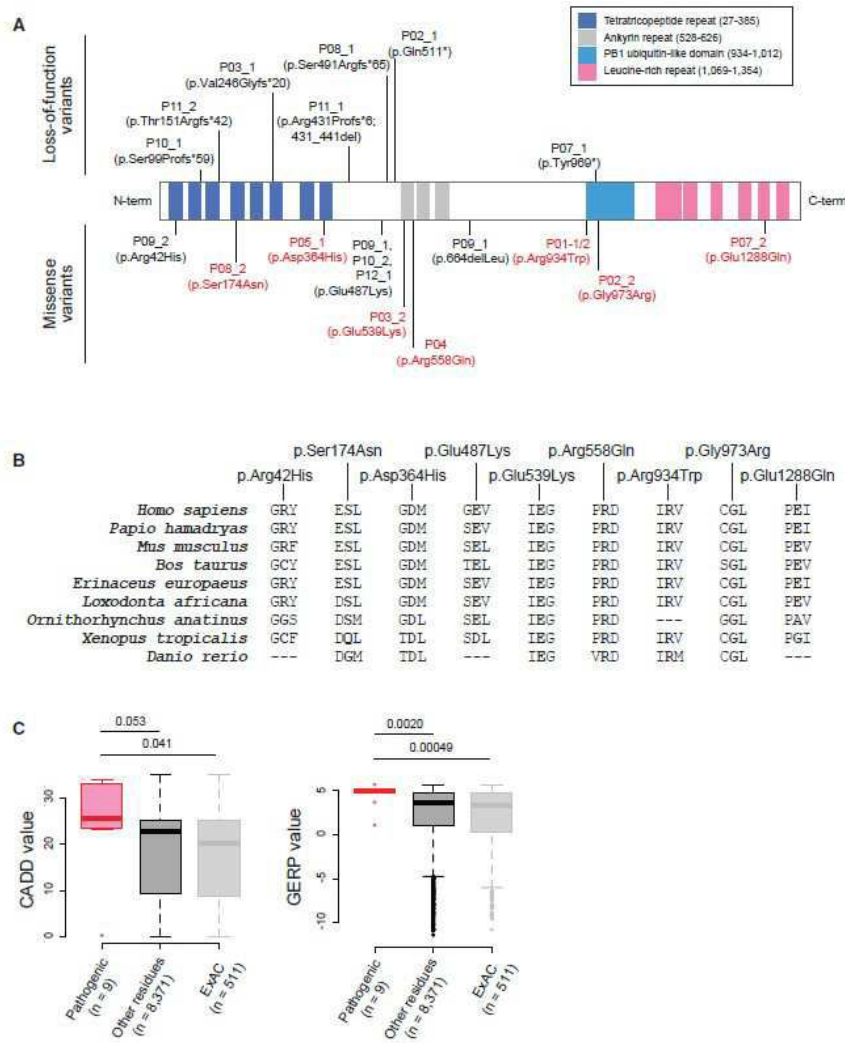 A
Loss-of-function
variants
P02_1
(p.Gln511*)
P08_1
(p.Ser491Argfs*65)
P03_1
(p.Val246Glyfs*20)
P11_2
(p.Thr151Argfs*42)
P11_1
(p.Arg431Profs*6;
431_441del)
P10_1
(p.Ser99Profs*59)
P07_1
(p.Tyr969*)
Tetratricopeptide repeat (27-385)
Ankyrin repeat (528-626)
PB1 ubiquitin-like domain (934-1,012)
Leucine-rich repeat (1,069-1,354)
N-term
C-term
Missense
variants
P09_2
(p.Arg42His)
P08_2
(p.Ser174Asn)
P05_1
(p.Asp364His)
P09_1,
P10_2,
P12_1
(p.Glu487Lys)
P03_2
(p.Glu539Lys)
P04
(p.Arg558Gln)
P09_1
(p.664delLeu)
P01-1/2
(p.Arg934Trp)
P02_2
(p.Gly973Arg)
P07_2
(p.Glu1288Gln)
B
p.Ser174Asn p.Glu487Lys p.Arg558Gln p.Gly973Arg
p.Arg42His p.Asp364His p.Glu539Lys p.Arg934Trp p.Glu1288Gln
Homo sapiens GRY ESL GDM GEV IEG PRD IRV CGL PEI
Papio hamadryas GRY ESL GDM SEV IEG PRD IRV CGL PEI
Mus musculus GRF ESL GDM SEL IEG PRD IRV CGL PEV
Bos taurus GCY ESL GDM TEL IEG PRD IRV SGL PEV
Erinaceus europaeus GRY ESL GDM SEV IEG PRD IRV CGL PEI
Loxodonta africana GRY DSL GDM SEV IEG PRD IRV CGL PEV
Ornithorhynchus anatinus GGS DSM GDL SEL IEG PRD --- GGL PAV
Xenopus tropicalis GCF DQL TDL SDL IEG PRD IRV CGL PGI
Danio rerio --- DGM TDL --- IEG VRD IRM CGL ---
C
0.053
0.041
CADD value
30
20
10
0
Pathogenic
(n = 9)
Other residues
(n = 8,371)
ExAC
(n = 511)
0.0020
0.00049
GERP value
5
0
-5
-10
Pathogenic
(n = 9)
Other residues
(n = 8,371)
ExAC
(n = 511)